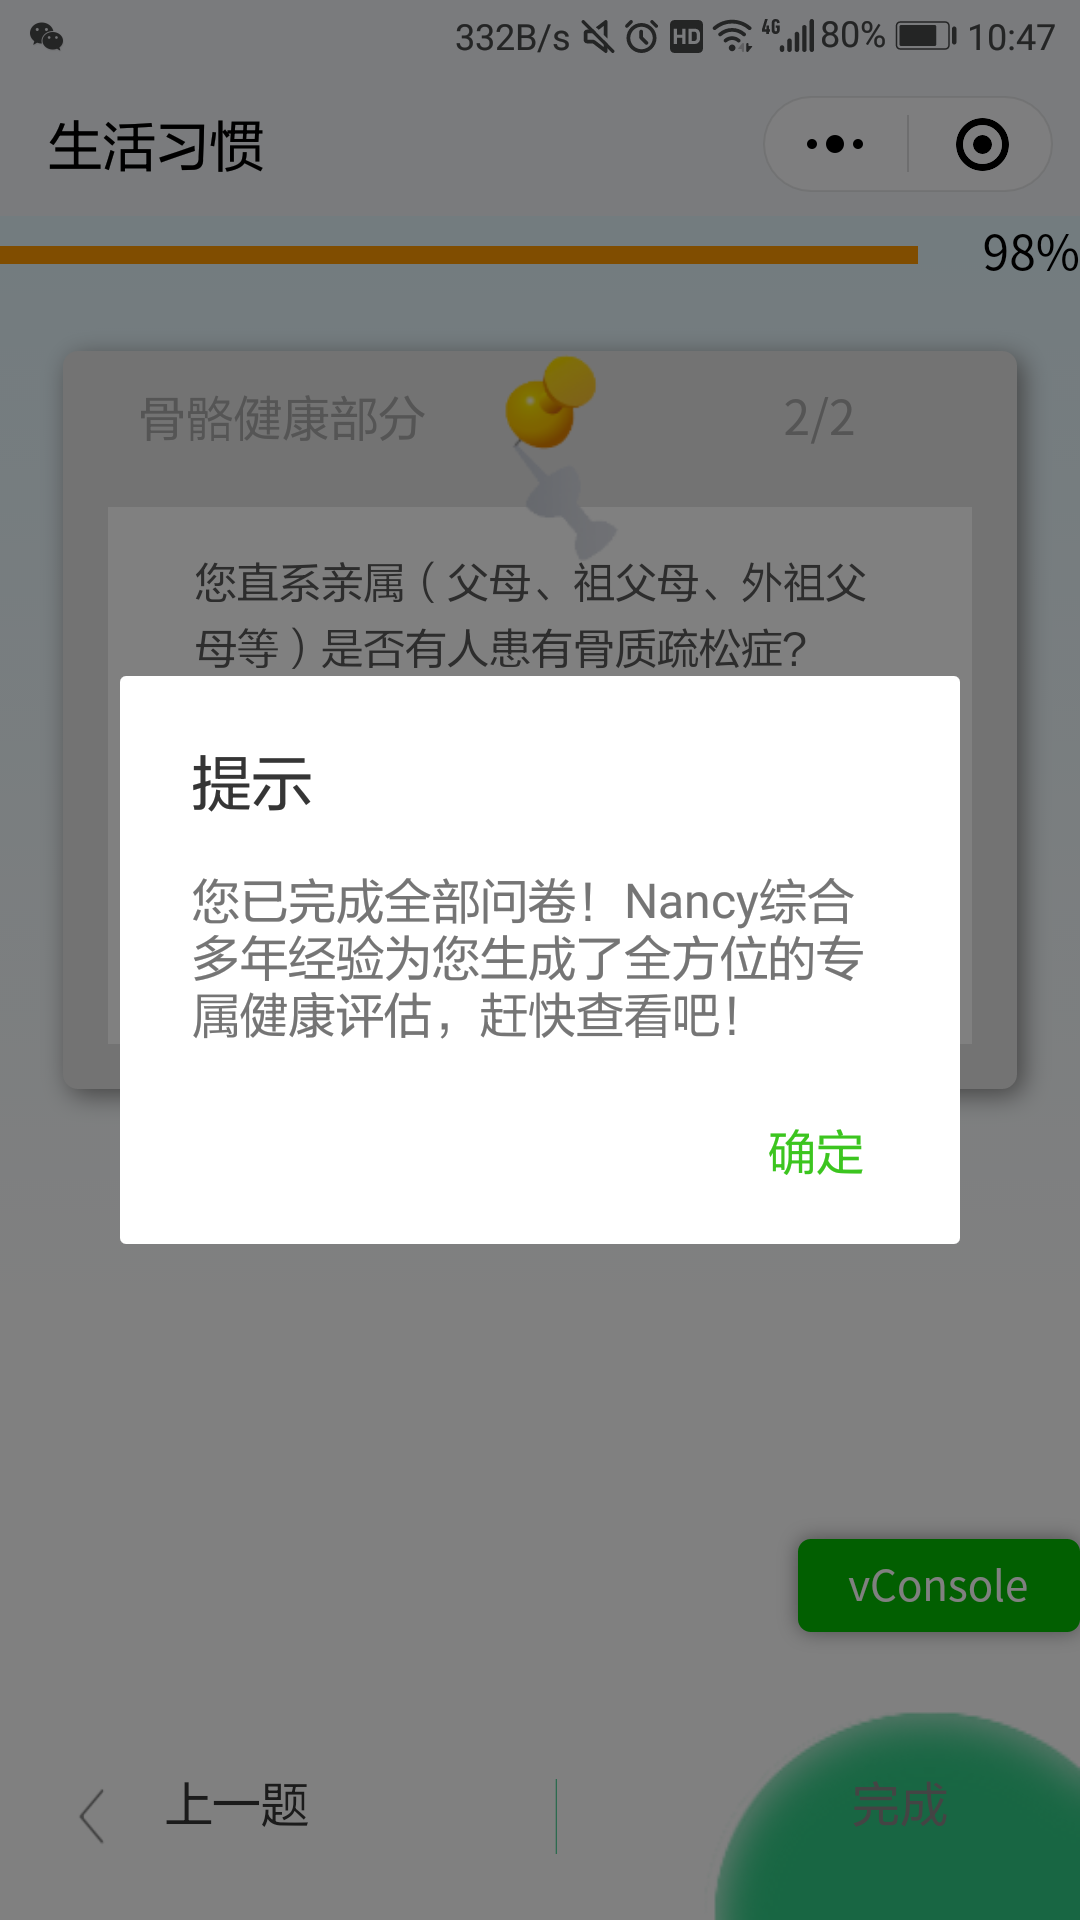 332B/s HD 4G 80% 10:47
生活习惯
98%
骨骼健康部分 2/2
您直系亲属（父母、祖父母、外祖父
母等）是否有人患有骨质疏松症?
提示
您已完成全部问卷！Nancy综合
多年经验为您生成了全方位的专
属健康评估，赶快查看吧！
确定
vConsole
上一题 完成